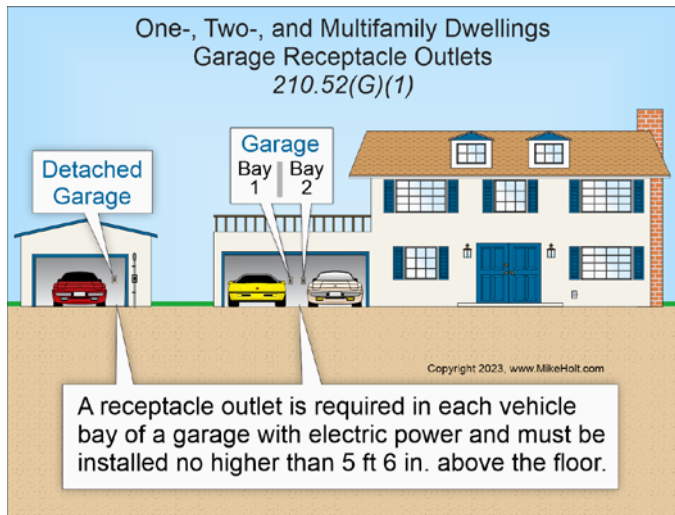 One-, Two-, and Multifamily Dwellings
Garage Receptacle Outlets
210.52(G)(1)
Detached
Garage
Garage
Bay Bay
1 2
Copyright 2023, www.MikeHolt.com
A receptacle outlet is required in each vehicle
bay of a garage with electric power and must be
installed no higher than 5 ft 6 in. above the floor.